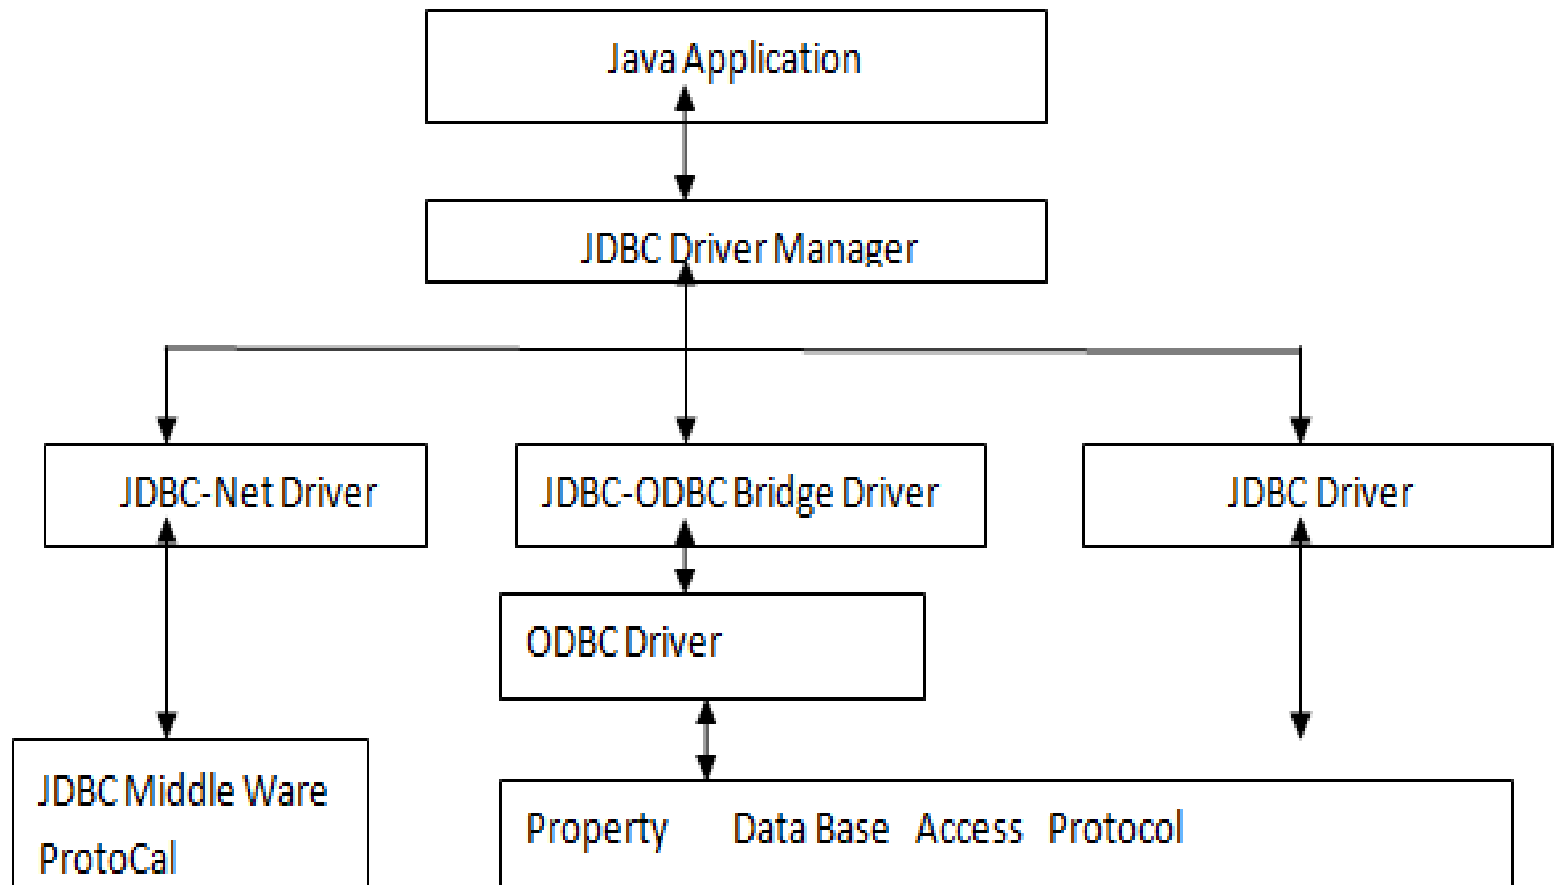 Java Application
JDBC Driver Manager
JDBC-Net Driver
JDBC-ODBC Bridge Driver
JDBC Driver
ODBC Driver
JDBC Middle Ware
ProtoCal
Property Data Base Access Protocol